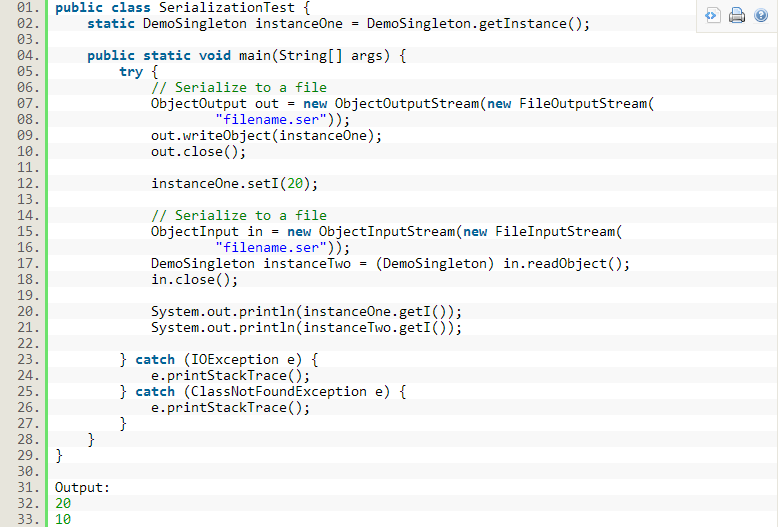 01. public class SerializationTest {
02.     static DemoSingleton instanceOne = DemoSingleton.getInstance();
03.
04.     public static void main(String[] args) {
05.         try {
06.             // Serialize to a file
07.             ObjectOutput out = new ObjectOutputStream(new FileOutputStream(
08.                     "filename.ser"));
09.             out.writeObject(instanceOne);
10.             out.close();
11.
12.             instanceOne.setI(20);
13.
14.             // Serialize to a file
15.             ObjectInput in = new ObjectInputStream(new FileInputStream(
16.                     "filename.ser"));
17.             DemoSingleton instanceTwo = (DemoSingleton) in.readObject();
18.             in.close();
19.
20.             System.out.println(instanceOne.getI());
21.             System.out.println(instanceTwo.getI());
22.
23.         } catch (IOException e) {
24.             e.printStackTrace();
25.         } catch (ClassNotFoundException e) {
26.             e.printStackTrace();
27.         }
28.     }
29. }
30.
31. Output:
32. 20
33. 10